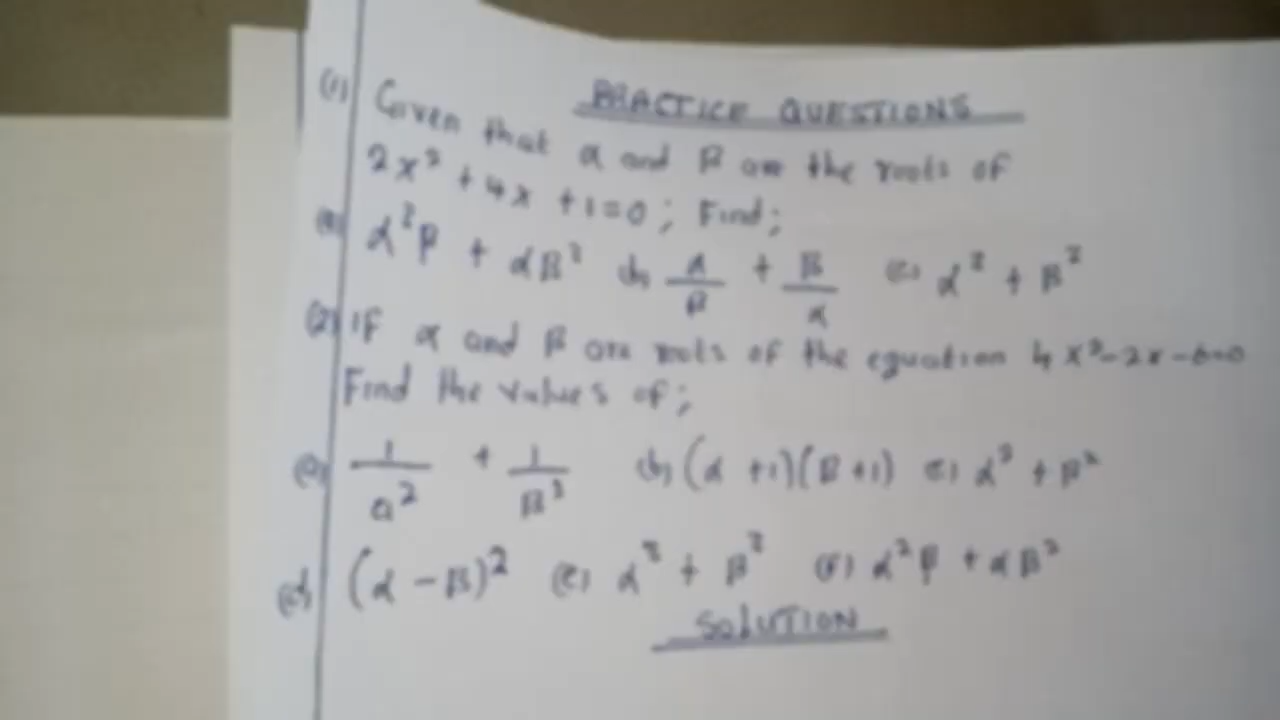 PRACTICE QUESTIONS
(1) Given that α and β are the roots of
2x² + 4x + 1 = 0; Find;
(a) α²β + αβ² (b) α/β + β/α (c) α² + β²
(2) If α and β are roots of the equation 4x² - 2x - 6 = 0
Find the values of;
(a) 1/α² + 1/β² (b) (α + 1)(β + 1) (c) α² + β²
(d) (α - β)² (e) + (f) α²β + αβ²
SOLUTION